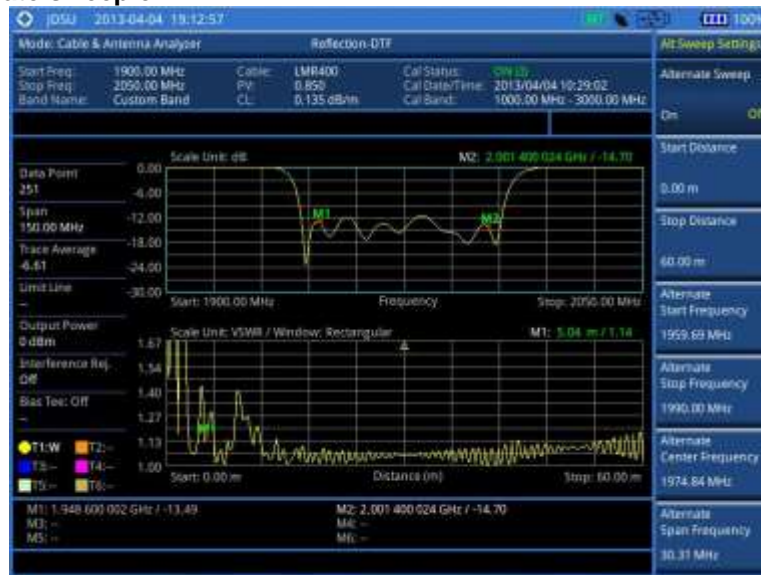 JDSU 2013-04-04 19:12:57 100%
Mode: Cable & Antenna Analyzer Reflection-DTF
Start Freq: 1900.00 MHz Cable: LMR400 Cal Status: ON (I)
Stop Freq: 2050.00 MHz PV: 0.850 Cal Date/Time: 2013/04/04 10:29:02
Band Name: Custom Band CL: 0.135 dB/m Cal Band: 1000.00 MHz - 3000.00 MHz
Scale Unit: dB M2: 2.001 400 024 GHz / -14.70
Data Point
251
Span
150.00 MHz
Trace Average
-6.61
Limit Line
--
Output Power
0 dBm
Interference Rej.
Off
Bias Tee: Off
--
T1:W T2:--
T3:-- T4:--
T5:-- T6:--
0.00
-6.00
-12.00
-18.00
-24.00
-30.00
M1 M2
Start: 1900.00 MHz Frequency Stop: 2050.00 MHz
Scale Unit: VSWR / Window: Rectangular M1: 5.04 m / 1.14
1.67
1.54
1.40
1.27
1.13
1.00
M1
Start: 0.00 m Distance (m) Stop: 60.00 m
M1: 1.948 600 002 GHz / -13.49 M2: 2.001 400 024 GHz / -14.70
M3: -- M4: --
M5: -- M6: --
Alt Sweep Settings
Alternate Sweep
On
Start Distance
0.00 m
Stop Distance
60.00 m
Alternate
Start Frequency
1959.69 MHz
Alternate
Stop Frequency
1990.00 MHz
Alternate
Center Frequency
1974.84 MHz
Alternate
Span Frequency
30.31 MHz